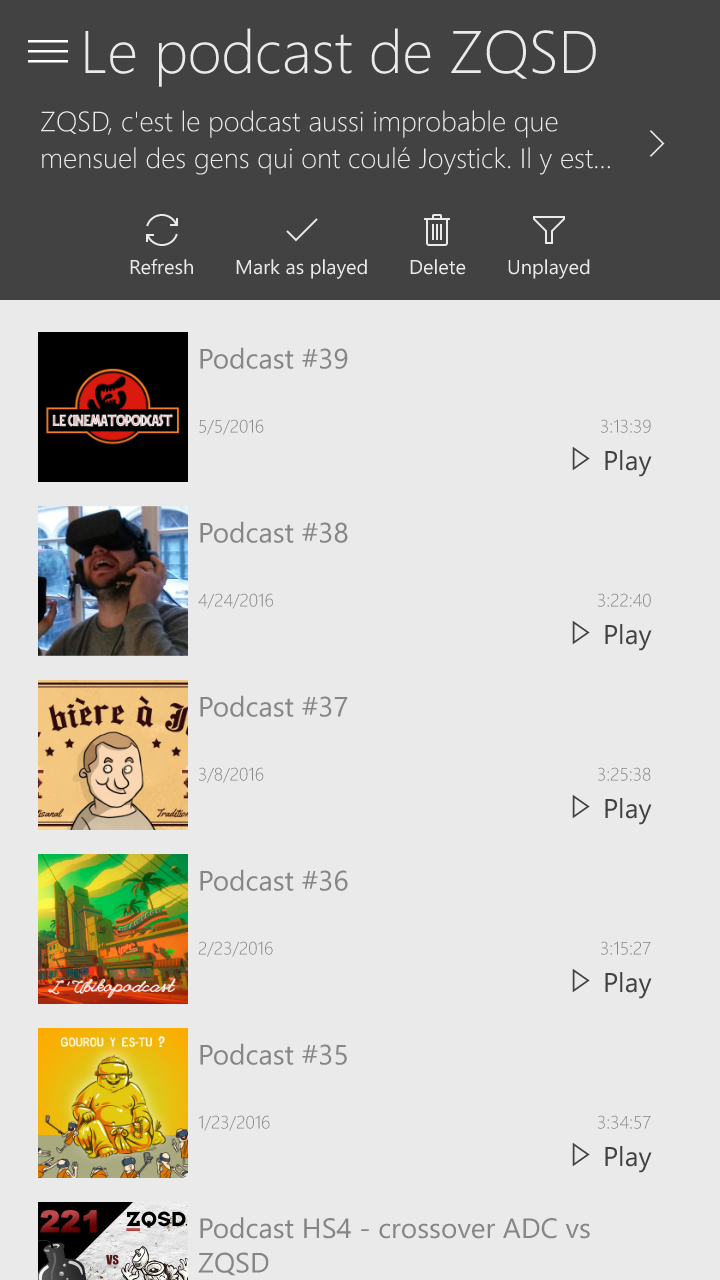 Le podcast de ZQSD
ZQSD, c'est le podcast aussi improbable que
mensuel des gens qui ont coulé Joystick. Il y est...
Refresh
Mark as played
Delete
Unplayed
LE CINEMATOPODCAST
Podcast #39
5/5/2016
3:13:39
Play
Podcast #38
4/24/2016
3:22:40
Play
bière à
Podcast #37
3/8/2016
3:25:38
Play
L'Ubikopodcast
Podcast #36
2/23/2016
3:15:27
Play
GOUROU Y ES-TU ?
Podcast #35
1/23/2016
3:34:57
Play
221
ZQSD
VS
Podcast HS4 - crossover ADC vs
ZQSD